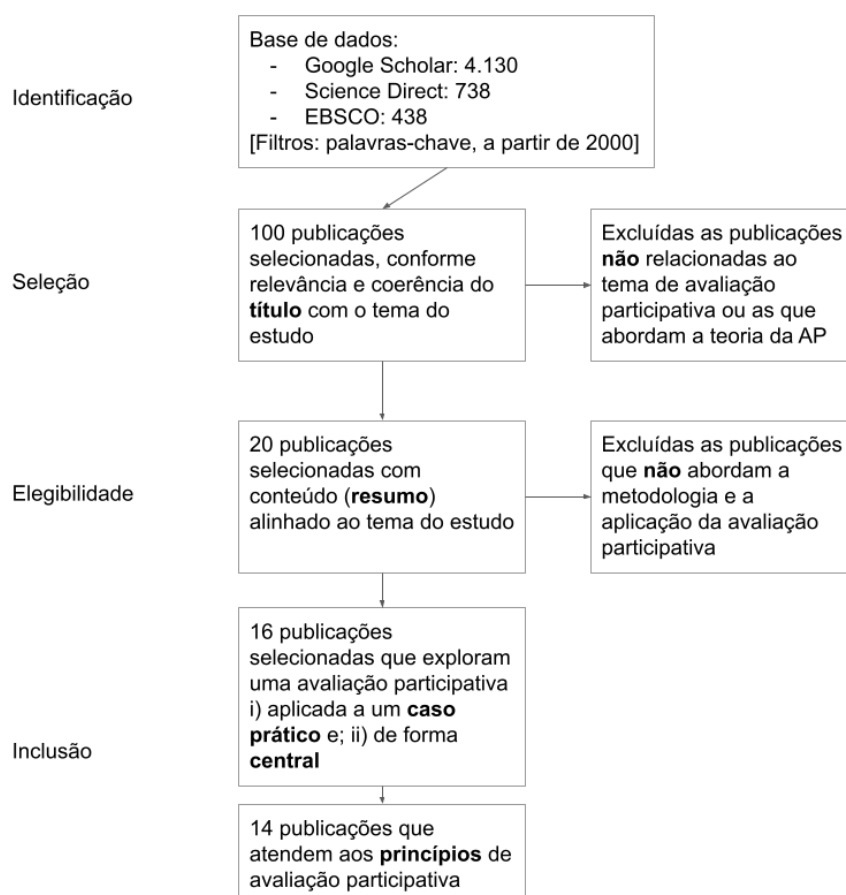 Identificação
Base de dados:
- Google Scholar: 4.130
- Science Direct: 738
- EBSCO: 438
[Filtros: palavras-chave, a partir de 2000]
Seleção
100 publicações
selecionadas, conforme
relevância e coerência do
título com o tema do
estudo
Excluídas as publicações
não relacionadas ao
tema de avaliação
participativa ou as que
abordam a teoria da AP
Elegibilidade
20 publicações
selecionadas com
conteúdo (resumo)
alinhado ao tema do estudo
Excluídas as publicações
que não abordam a
metodologia e a
aplicação da avaliação
participativa
Inclusão
16 publicações
selecionadas que exploram
uma avaliação participativa
i) aplicada a um caso
prático e; ii) de forma
central
14 publicações que
atendem aos princípios de
avaliação participativa